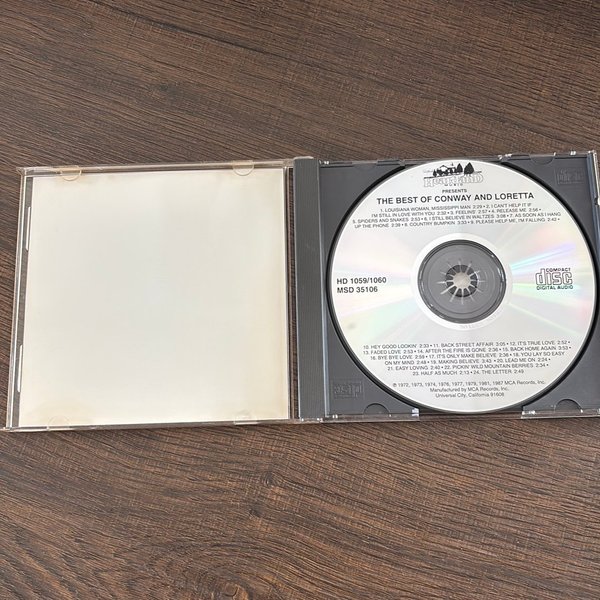 HEARTLAND
MUSIC
PRESENTS
THE BEST OF CONWAY AND LORETTA
1. LOUISIANA WOMAN, MISSISSIPPI MAN 2:29 • 2. I CAN'T HELP IT IF
I'M STILL IN LOVE WITH YOU 2:32 • 3. FEELINS' 2:57 • 4. RELEASE ME 2:56 •
5. SPIDERS AND SNAKES 2:53 • 6. I STILL BELIEVE IN WALTZES 3:08 • 7. AS SOON AS I HANG
UP THE PHONE 2:39 • 8. COUNTRY BUMPKIN 3:33 • 9. PLEASE HELP ME, I'M FALLING 2:42 •
HD 1059/1060
MSD 35106
COMPACT
disc
DIGITAL AUDIO
10. HEY GOOD LOOKIN' 2:33 • 11. BACK STREET AFFAIR 3:05 • 12. IT'S TRUE LOVE 2:52 •
13. FADED LOVE 2:53 • 14. AFTER THE FIRE IS GONE 2:36 • 15. BACK HOME AGAIN 2:53 •
16. BYE BYE LOVE 2:59 • 17. IT'S ONLY MAKE BELIEVE 2:36 • 18. YOU LAY SO EASY
ON MY MIND 2:48 • 19. MAKING BELIEVE 2:43 • 20. LEAD ME ON 2:24 •
21. EASY LOVING 2:40 • 22. PICKIN' WILD MOUNTAIN BERRIES 2:34 •
23. HALF AS MUCH 2:13 • 24. THE LETTER 2:49
℗ 1972, 1973, 1974, 1976, 1977, 1979, 1981, 1987 MCA Records, Inc.
Manufactured by MCA Records, Inc.
Universal City, California 91608